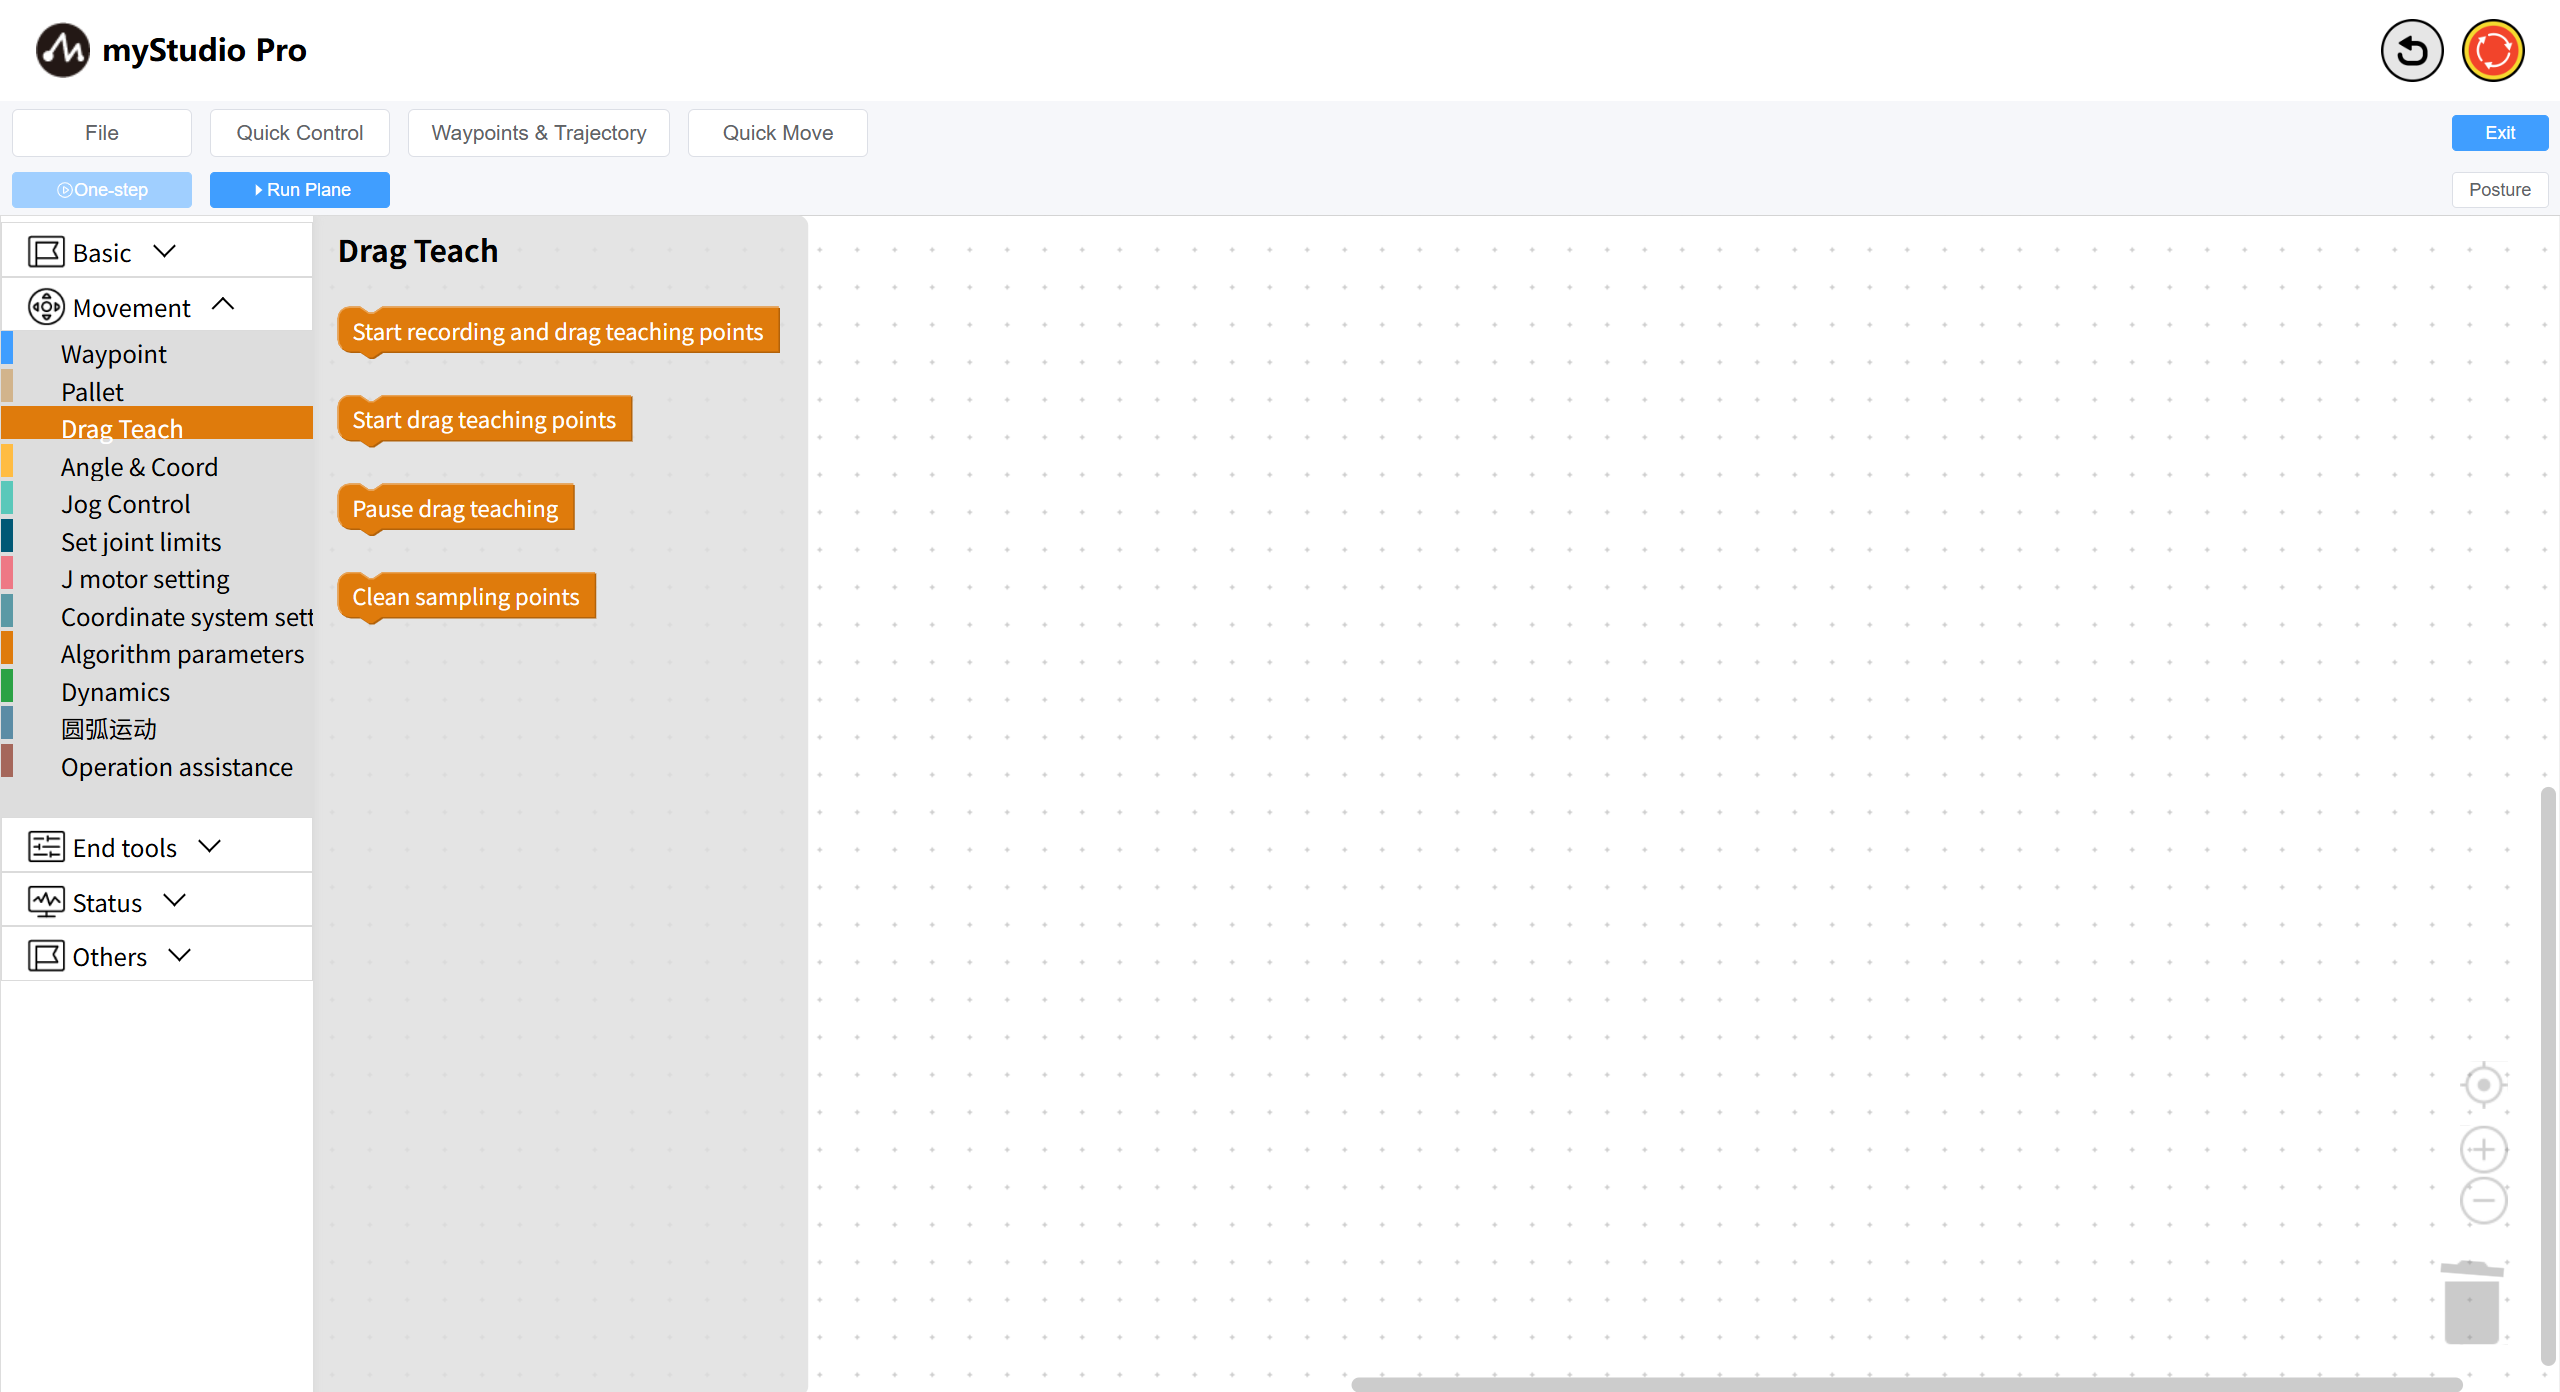 myStudio Pro
File
Quick Control
Waypoints & Trajectory
Quick Move
Exit
One-step
Run Plane
Posture
Basic
Movement
Waypoint
Pallet
Drag Teach
Angle & Coord
Jog Control
Set joint limits
J motor setting
Coordinate system sett
Algorithm parameters
Dynamics
圆弧运动
Operation assistance
End tools
Status
Others
Drag Teach
Start recording and drag teaching points
Start drag teaching points
Pause drag teaching
Clean sampling points